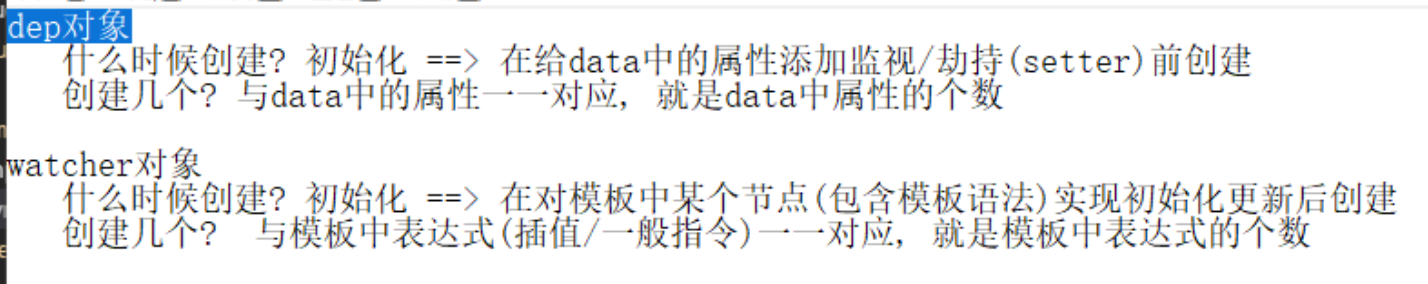 dep对象
什么时候创建? 初始化 ==> 在给data中的属性添加监视/劫持(setter)前创建
创建几个? 与data中的属性一一对应, 就是data中属性的个数
watcher对象
什么时候创建? 初始化 ==> 在对模板中某个节点(包含模板语法)实现初始化更新后创建
创建几个? 与模板中表达式(插值/一般指令)一一对应, 就是模板中表达式的个数